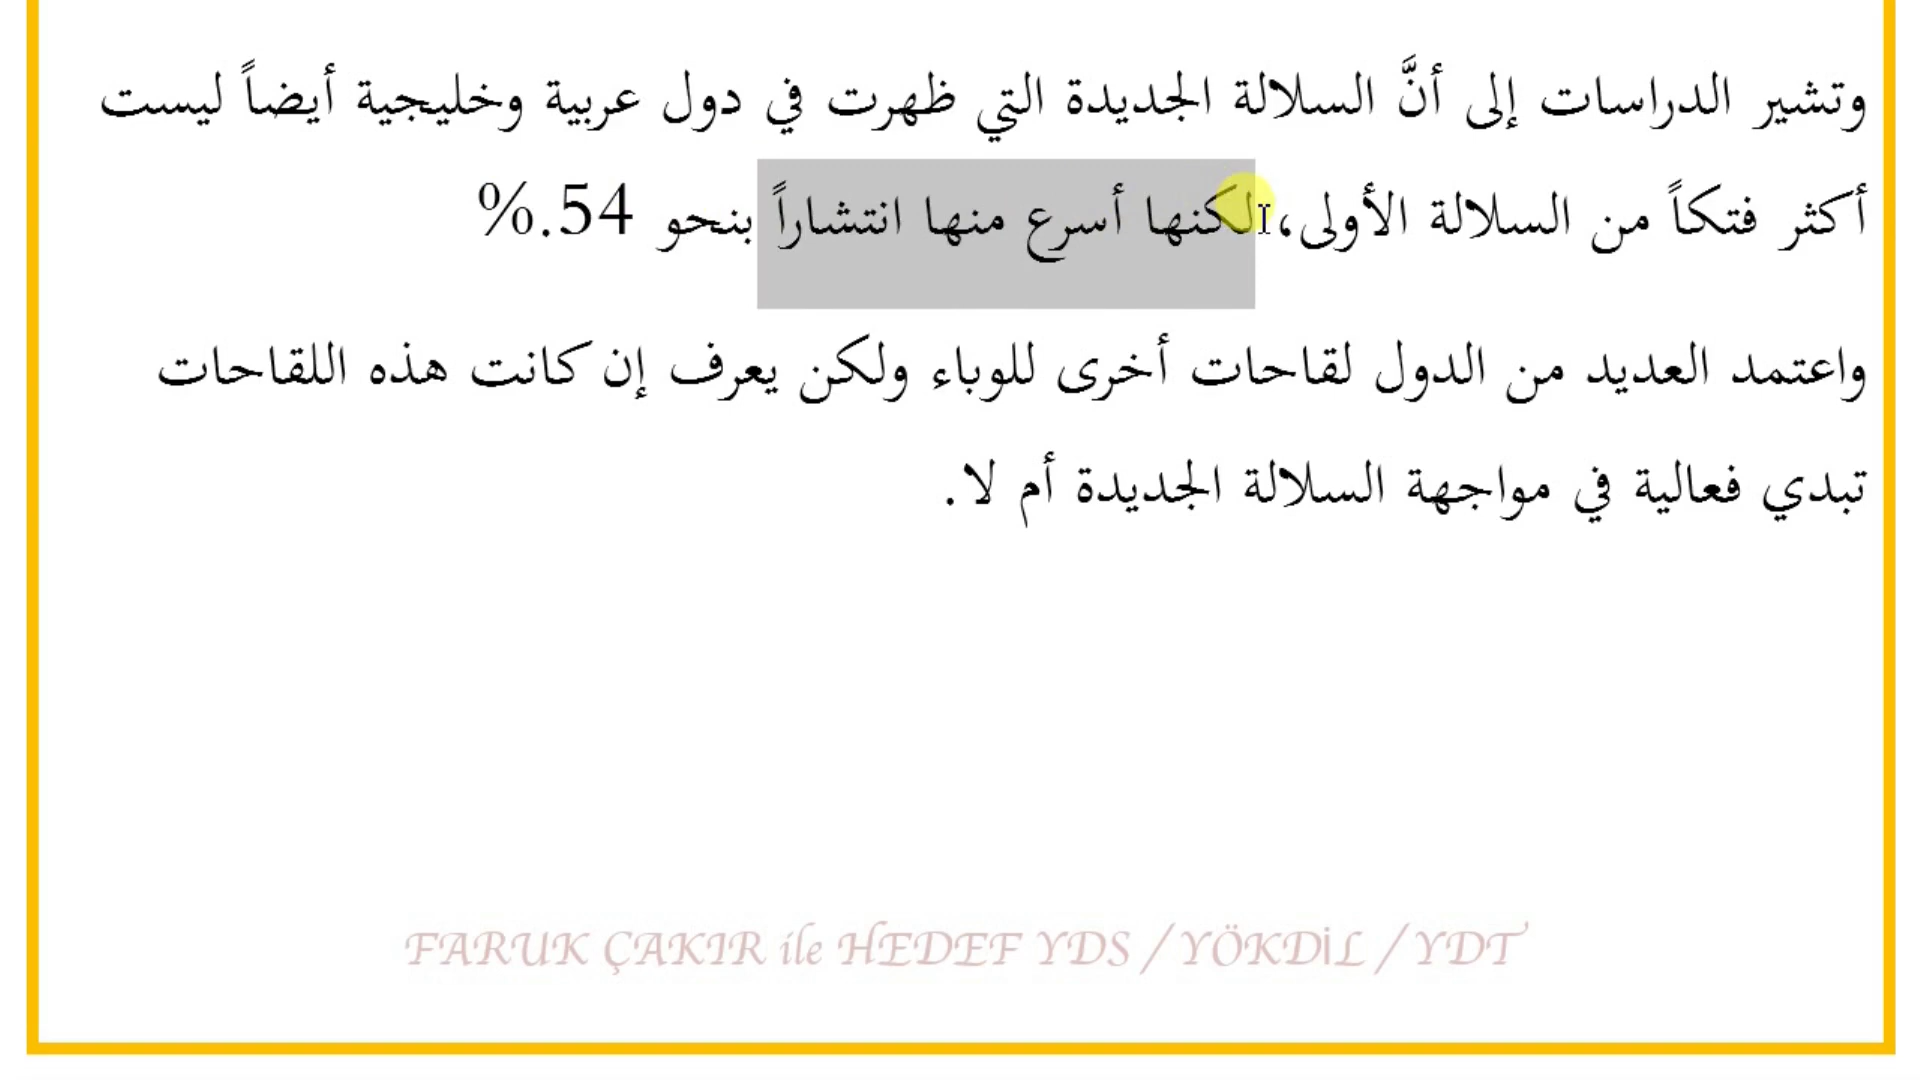 وتشير الدراسات إلى أنَّ السلالة الجديدة التي ظهرت في دول عربية وخليجية أيضاً ليست
أكثر فتكاً من السلالة الأولى، لكنها أسرع منها انتشاراً بنحو 54.%
واعتمد العديد من الدول لقاحات أخرى للوباء ولكن يعرف إن كانت هذه اللقاحات
تبدي فعالية في مواجهة السلالة الجديدة أم لا.
FARUK ÇAKIR ile HEDEF YDS / YÖKDİL / YDT